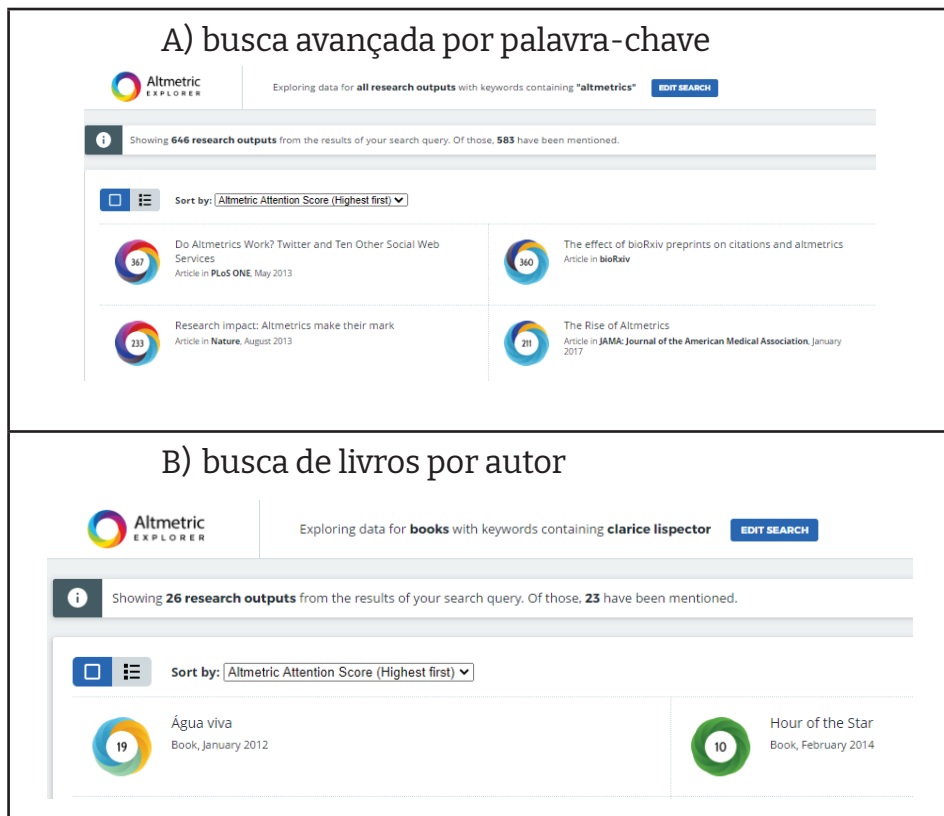 A) busca avançada por palavra-chave
Altmetric
EXPLORER
Exploring data for all research outputs with keywords containing "altmetrics"
EDIT SEARCH
Showing 646 research outputs from the results of your search query. Of those, 583 have been mentioned.
Sort by: Altmetric Attention Score (Highest first)
367
Do Altmetrics Work? Twitter and Ten Other Social Web
Services
Article in PLoS ONE, May 2013
360
The effect of bioRxiv preprints on citations and altmetrics
Article in bioRxiv
233
Research impact: Altmetrics make their mark
Article in Nature, August 2013
211
The Rise of Altmetrics
Article in JAMA: Journal of the American Medical Association, January
2017
B) busca de livros por autor
Altmetric
EXPLORER
Exploring data for books with keywords containing clarice lispector
EDIT SEARCH
Showing 26 research outputs from the results of your search query. Of those, 23 have been mentioned.
Sort by: Altmetric Attention Score (Highest first)
19
Água viva
Book, January 2012
10
Hour of the Star
Book, February 2014